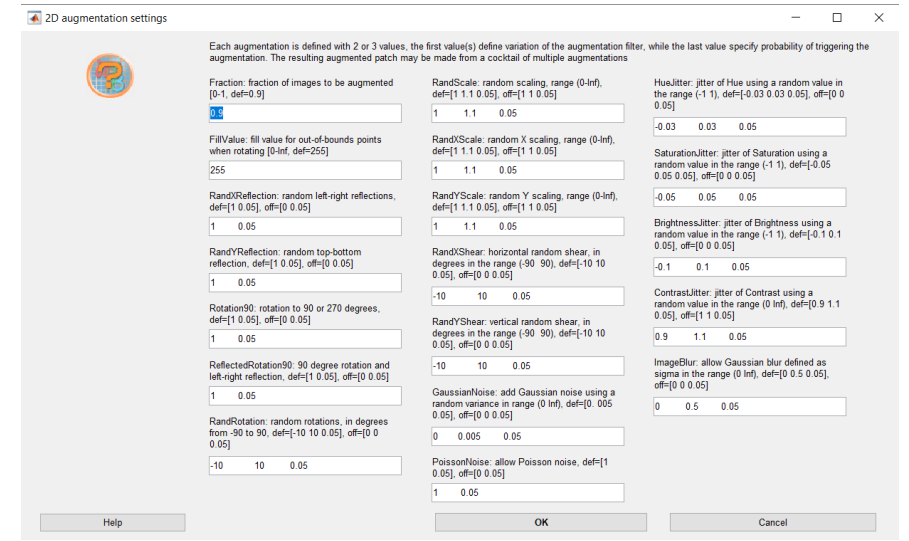 2D augmentation settings
Each augmentation is defined with 2 or 3 values, the first value(s) define variation of the augmentation filter, while the last value specify probability of triggering the
augmentation. The resulting augmented patch may be made from a cocktail of multiple augmentations
Fraction: fraction of images to be augmented
[0-1, def=0.9]
0.9
FillValue: fill value for out-of-bounds points
when rotating [0-Inf, def=255]
255
RandXReflection: random left-right reflections,
def=[1 0.05], off=[0 0.05]
1 0.05
RandYReflection: random top-bottom
reflection, def=[1 0.05], off=[0 0.05]
1 0.05
Rotation90: rotation to 90 or 270 degrees,
def=[1 0.05], off=[0 0.05]
1 0.05
ReflectedRotation90: 90 degree rotation and
left-right reflection, def=[1 0.05], off=[0 0.05]
1 0.05
RandRotation: random rotations, in degrees
from -90 to 90, def=[-10 10 0.05], off=[0 0
0.05]
-10 10 0.05
RandScale: random scaling, range (0-Inf),
def=[1 1.1 0.05], off=[1 1 0.05]
1 1.1 0.05
RandXScale: random X scaling, range (0-Inf),
def=[1 1.1 0.05], off=[1 1 0.05]
1 1.1 0.05
RandYScale: random Y scaling, range (0-Inf),
def=[1 1.1 0.05], off=[1 1 0.05]
1 1.1 0.05
RandXShear: horizontal random shear, in
degrees in the range (-90 90), def=[-10 10
0.05], off=[0 0 0.05]
-10 10 0.05
RandYShear: vertical random shear, in
degrees in the range (-90 90), def=[-10 10
0.05], off=[0 0 0.05]
-10 10 0.05
GaussianNoise: add Gaussian noise using a
random variance in range (0 Inf), def=[0. 005
0.05], off=[0 0 0.05]
0 0.005 0.05
PoissonNoise: allow Poisson noise, def=[1
0.05], off=[0 0.05]
1 0.05
HueJitter: jitter of Hue using a random value in
the range (-1 1), def=[-0.03 0.03 0.05], off=[0 0
0.05]
-0.03 0.03 0.05
SaturationJitter: jitter of Saturation using a
random value in the range (-1 1), def=[-0.05
0.05 0.05], off=[0 0 0.05]
-0.05 0.05 0.05
BrightnessJitter: jitter of Brightness using a
random value in the range (-1 1), def=[-0.1 0.1
0.05], off=[0 0 0.05]
-0.1 0.1 0.05
ContrastJitter: jitter of Contrast using a
random value in the range (0 Inf), def=[0.9 1.1
0.05], off=[1 1 0.05]
0.9 1.1 0.05
ImageBlur: allow Gaussian blur defined as
sigma in the range (0 Inf), def=[0 0.5 0.05],
off=[0 0 0.05]
0 0.5 0.05
Help
OK
Cancel